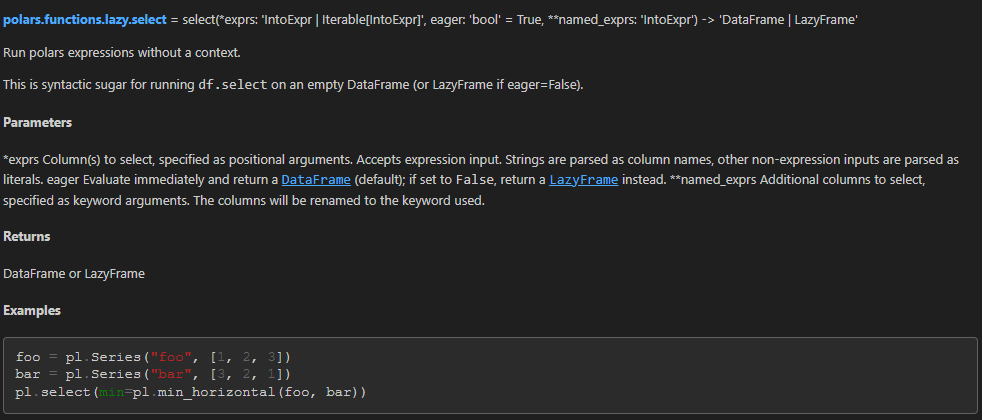 polars.functions.lazy.select = select(*exprs: 'IntoExpr | Iterable[IntoExpr]', eager: 'bool' = True, **named_exprs: 'IntoExpr') -> 'DataFrame | LazyFrame'
Run polars expressions without a context.
This is syntactic sugar for running df.select on an empty DataFrame (or LazyFrame if eager=False).
Parameters
*exprs Column(s) to select, specified as positional arguments. Accepts expression input. Strings are parsed as column names, other non-expression inputs are parsed as
literals. eager Evaluate immediately and return a DataFrame (default); if set to False, return a LazyFrame instead. **named_exprs Additional columns to select,
specified as keyword arguments. The columns will be renamed to the keyword used.
Returns
DataFrame or LazyFrame
Examples
foo = pl.Series("foo", [1, 2, 3])
bar = pl.Series("bar", [3, 2, 1])
pl.select(min=pl.min_horizontal(foo, bar))